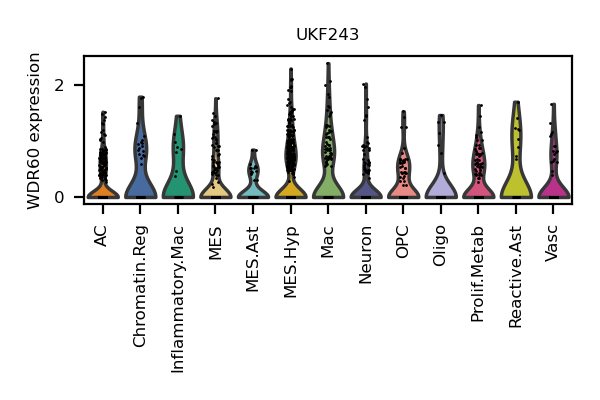 UKF243
WDR60 expression
2
0
AC
Chromatin.Reg
Inflammatory.Mac
MES
MES.Ast
MES.Hyp
Mac
Neuron
OPC
Oligo
Prolif.Metab
Reactive.Ast
Vasc